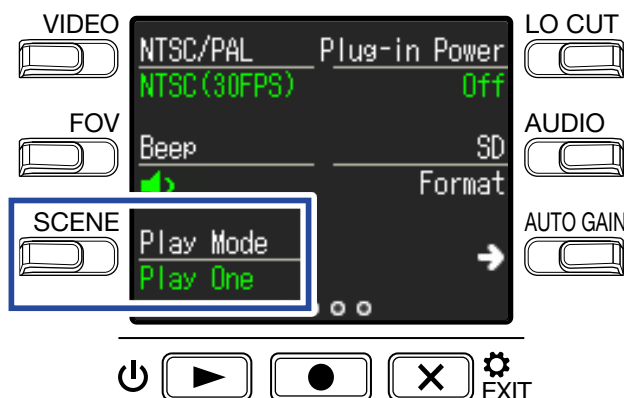 VIDEO
LO CUT
NTSC/PAL
Plug-in Power
NTSC(30FPS)
Off
FOV
AUDIO
Beep
SD
Format
SCENE
AUTO GAIN
Play Mode
Play One
EXIT